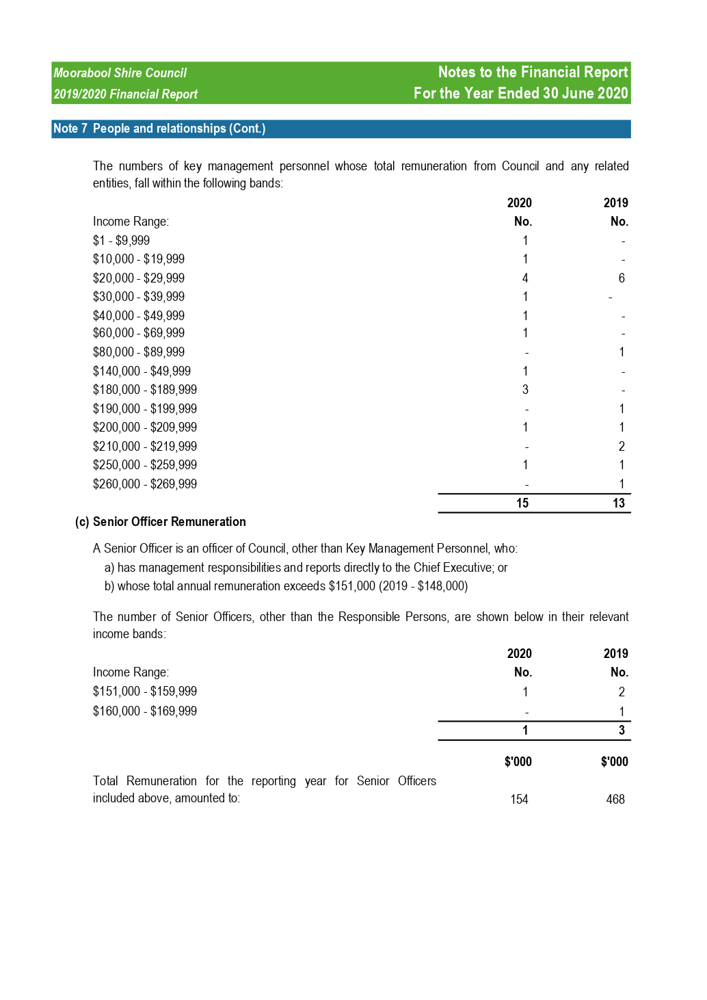 Moorabool Shire Council Notes to the Financial Report
2019/2020 Financial Report For the Year Ended 30 June 2020
Note 7 People and relationships (Cont.)
The numbers of key management personnel whose total remuneration from Council and any related
entities, fall within the following bands:
2020 2019
Income Range: No. No.
$1 - $9,999 1 -
$10,000 - $19,999 1 -
$20,000 - $29,999 4 6
$30,000 - $39,999 1 -
$40,000 - $49,999 1 -
$60,000 - $69,999 1 -
$80,000 - $89,999 - 1
$140,000 - $49,999 1 -
$180,000 - $189,999 3 -
$190,000 - $199,999 - 1
$200,000 - $209,999 1 1
$210,000 - $219,999 - 2
$250,000 - $259,999 1 1
$260,000 - $269,999 - 1
15 13
(c) Senior Officer Remuneration
A Senior Officer is an officer of Council, other than Key Management Personnel, who:
a) has management responsibilities and reports directly to the Chief Executive; or
b) whose total annual remuneration exceeds $151,000 (2019 - $148,000)
The number of Senior Officers, other than the Responsible Persons, are shown below in their relevant
income bands:
2020 2019
Income Range: No. No.
$151,000 - $159,999 1 2
$160,000 - $169,999 - 1
1 3
$'000 $'000
Total Remuneration for the reporting year for Senior Officers
included above, amounted to: 154 468